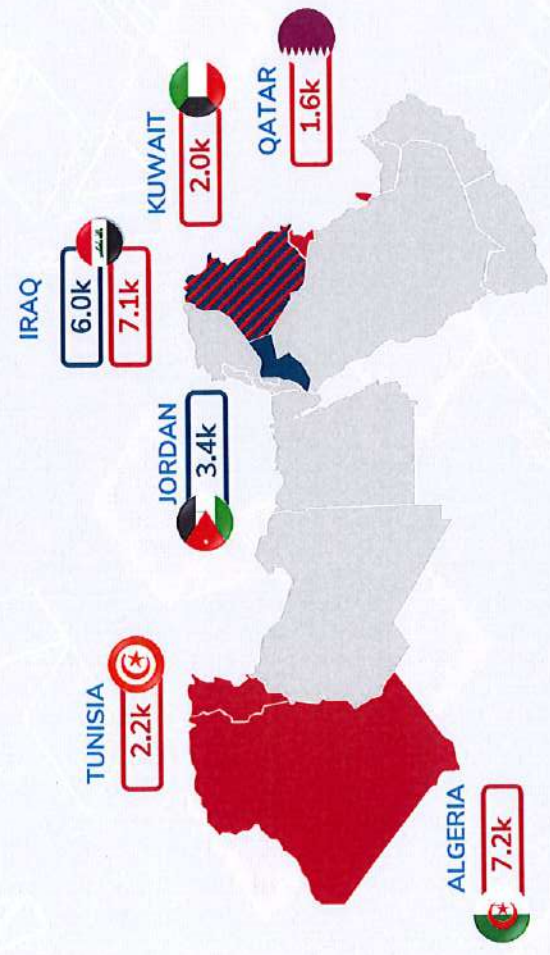 TUNISIA
2.2k
ALGERIA
7.2k
JORDAN
3.4k
IRAQ
6.0k
7.1k
KUWAIT
2.0k
QATAR
1.6k